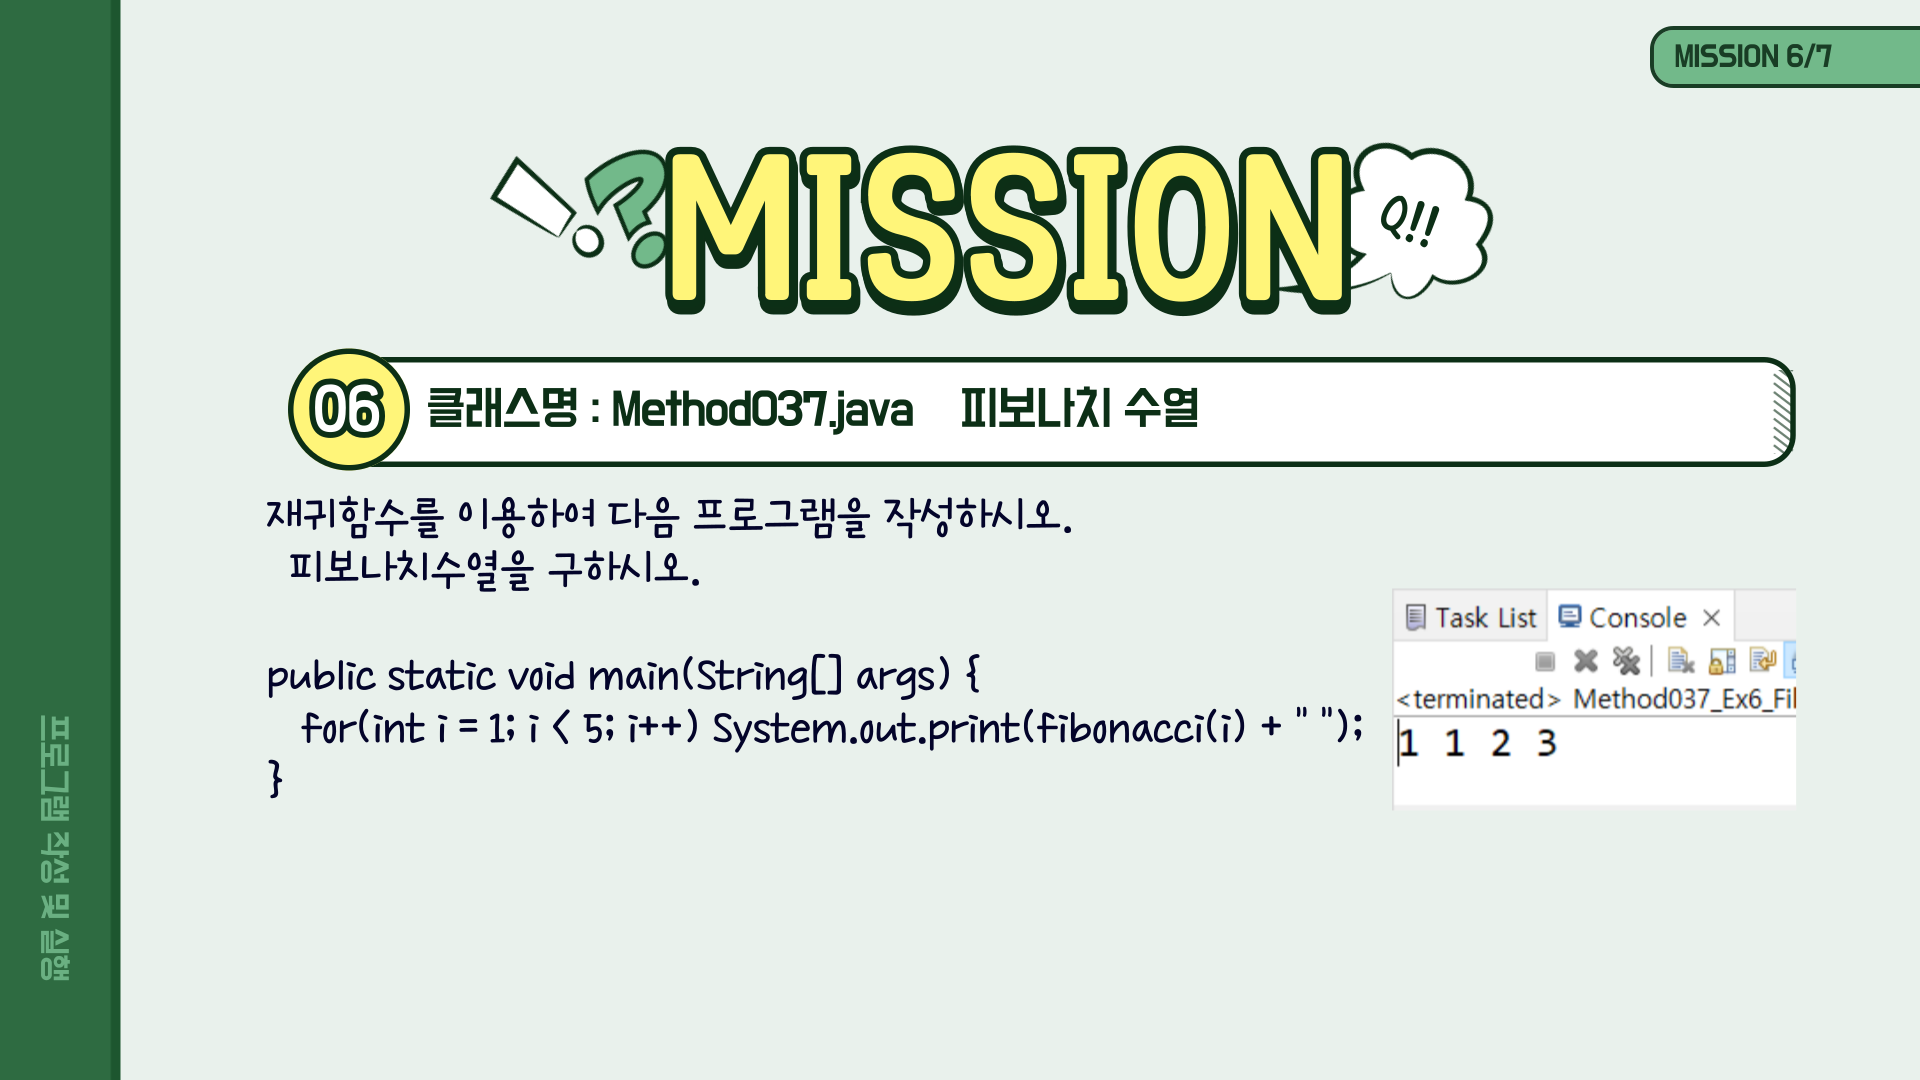 MISSION 6/7
MISSION
Q!!
06 클래스명 : Method037.java 피보나치 수열
재귀함수를 이용하여 다음 프로그램을 작성하시오.
피보나치수열을 구하시오.
public static void main(String[] args) {
for(int i = 1; i < 5; i++) System.out.print(fibonacci(i) + " ");
}
Task List Console
<terminated> Method037_Ex6_Fi
1 1 2 3
프로그램 작성 및 실행